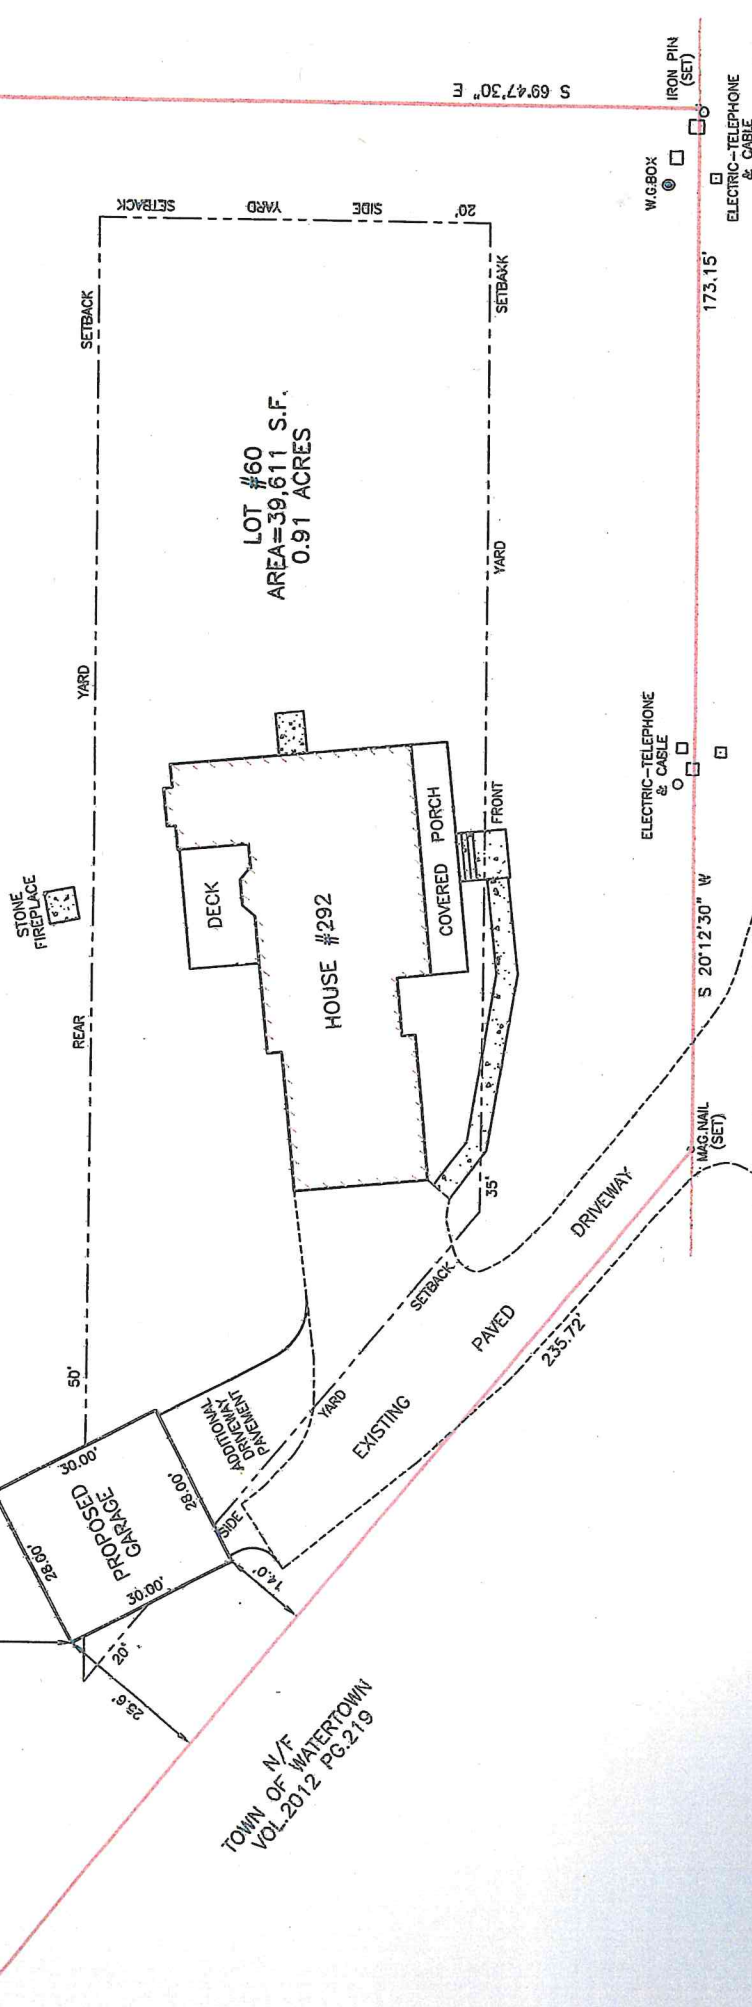 S 69°47'30" E
IRON PIN
(SET)
ELECTRIC-TELEPHONE
& CABLE
W.G.BOX
173.15'
SETBACK
YARD
SIDE
20'
SETBACK
SETBAXK
LOT #60
AREA=39,611 S.F.
0.91 ACRES
YARD
YARD
ELECTRIC-TELEPHONE
& CABLE
STONE
FIREPLACE
DECK
HOUSE #292
COVERED PORCH
FRONT
REAR
S 20°12'30" W
MAG.NAIL
(SET)
35'
DRIVEWAY
PAVED
EXISTING
235.72'
SETBACK
YARD
SIDE
50'
ADDITIONAL
DRIVEWAY
PAVEMENT
30.00'
28.00'
PROPOSED
GARAGE
28.00'
30.00'
14.0'
20'
25.6'
N/F
TOWN OF WATERTOWN
VOL.2012 PG.219